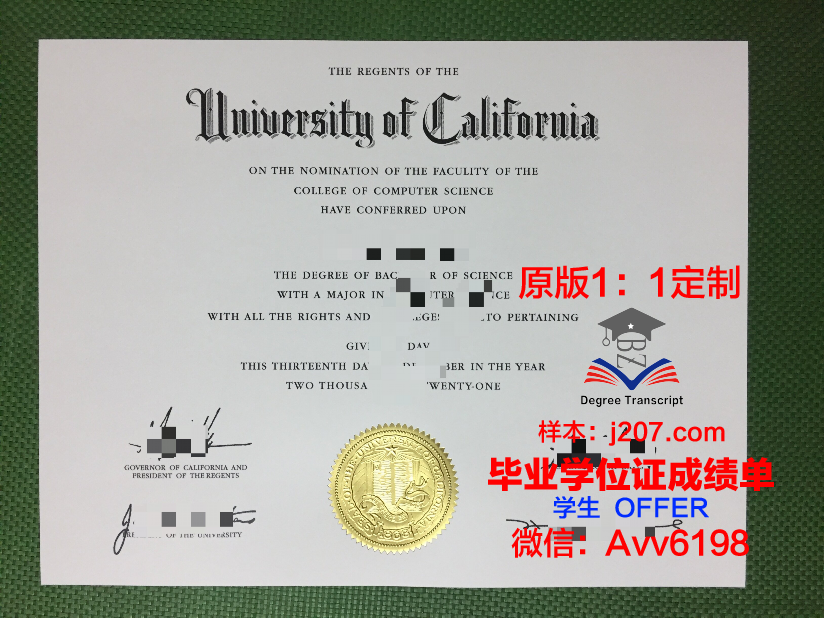 THE REGENTS OF THE
University of California
ON THE NOMINATION OF THE FACULITY OF THE
COLLEGE OF COMPUTER SCIENCE
HAVE CONFERRED UPON
THE DEGREE OF BAC R OF SCIENCE
WITH A MAJOR IN
原版1：1定制
WITH ALL THE RIGHTS AND TO PERTAINING
BZ
GIV DAY
THIS THIRTEENTH DA BER IN THE YEAR
TWO THOUSA TWENTY-ONE
Degree Transcript
样本：j207.com
GOVERNOR OF CALIFORNIA AND
PRESIDENT OF THE REGENTS
毕业学位证成绩单
学生 OFFER
OF THE UNIVERSITY
微信：Avv6198